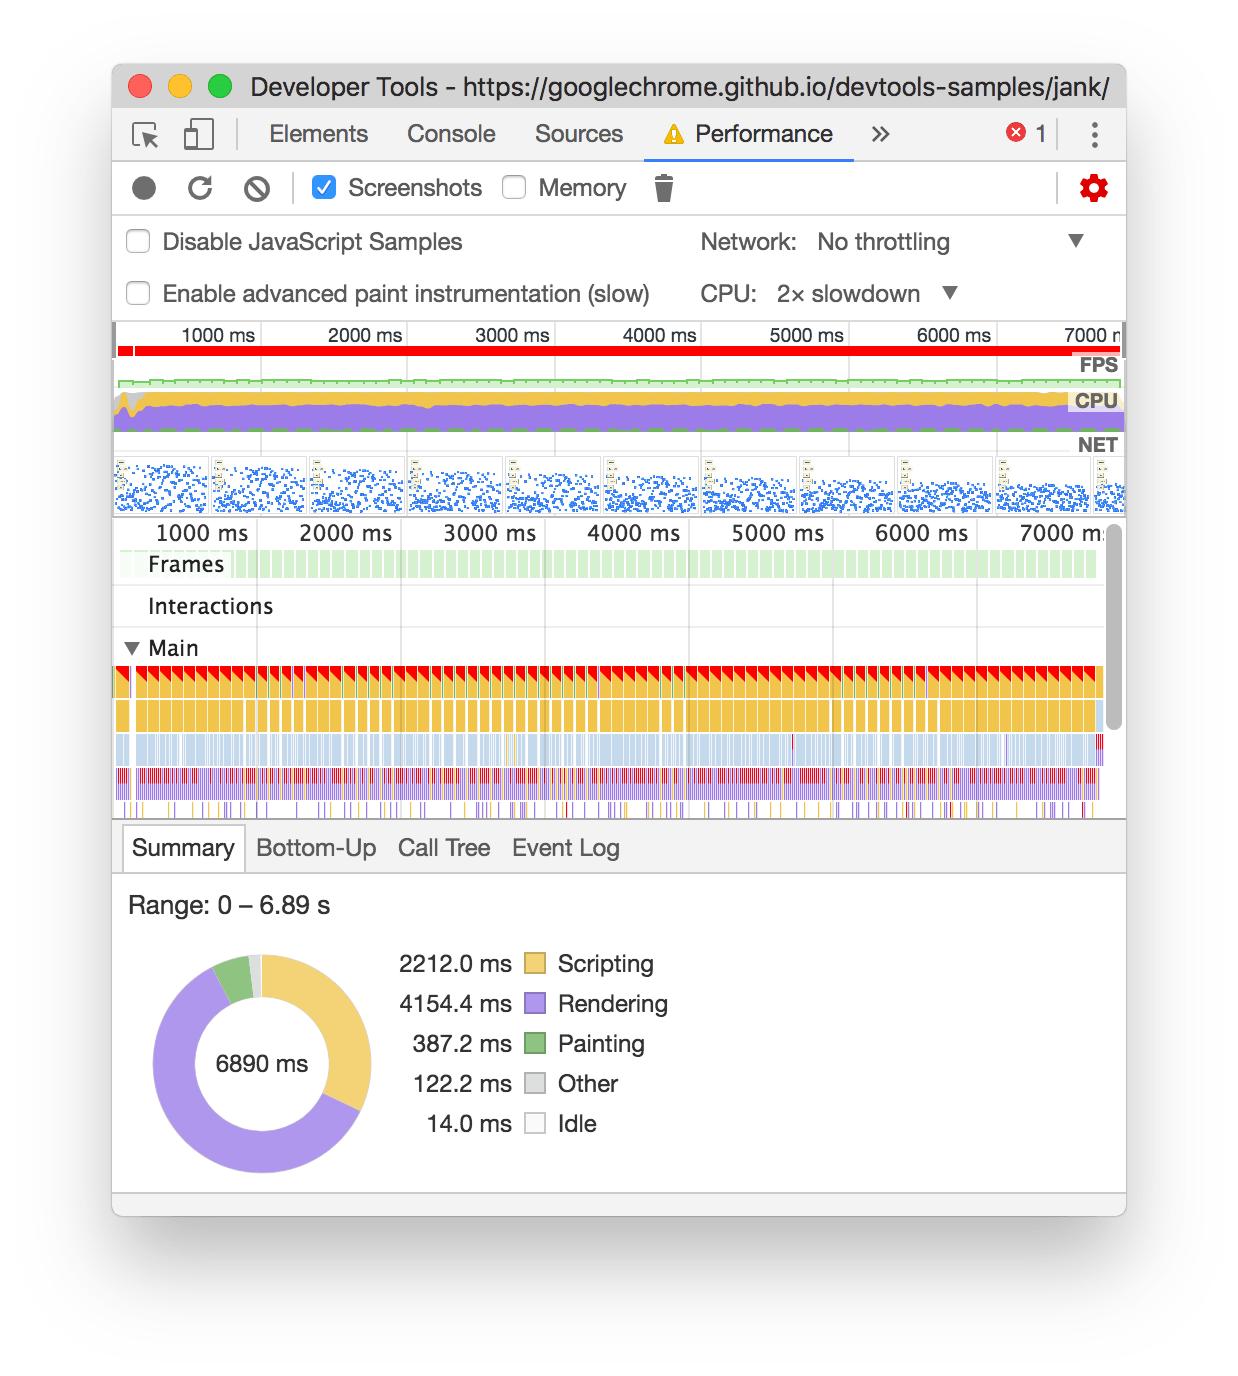 Developer Tools - https://googlechrome.github.io/devtools-samples/jank/
Elements Console Sources Performance » 1
Screenshots Memory
Disable JavaScript Samples Network: No throttling
Enable advanced paint instrumentation (slow) CPU: 2× slowdown
1000 ms 2000 ms 3000 ms 4000 ms 5000 ms 6000 ms 7000 m
FPS
CPU
NET
1000 ms 2000 ms 3000 ms 4000 ms 5000 ms 6000 ms 7000 m
Frames
Interactions
Main
Summary Bottom-Up Call Tree Event Log
Range: 0 – 6.89 s
2212.0 ms Scripting
4154.4 ms Rendering
6890 ms 387.2 ms Painting
122.2 ms Other
14.0 ms Idle